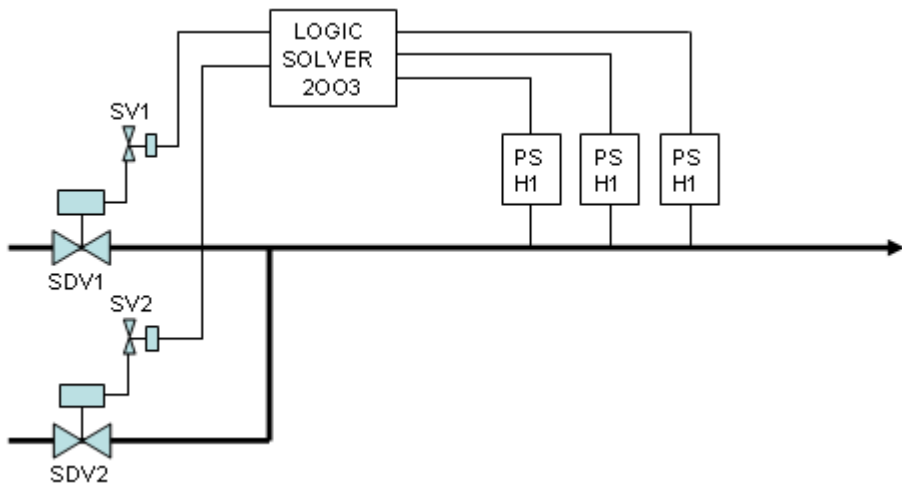 LOGIC
SOLVER
2OO3
SV1
PS
H1
PS
H1
PS
H1
SDV1
SV2
SDV2